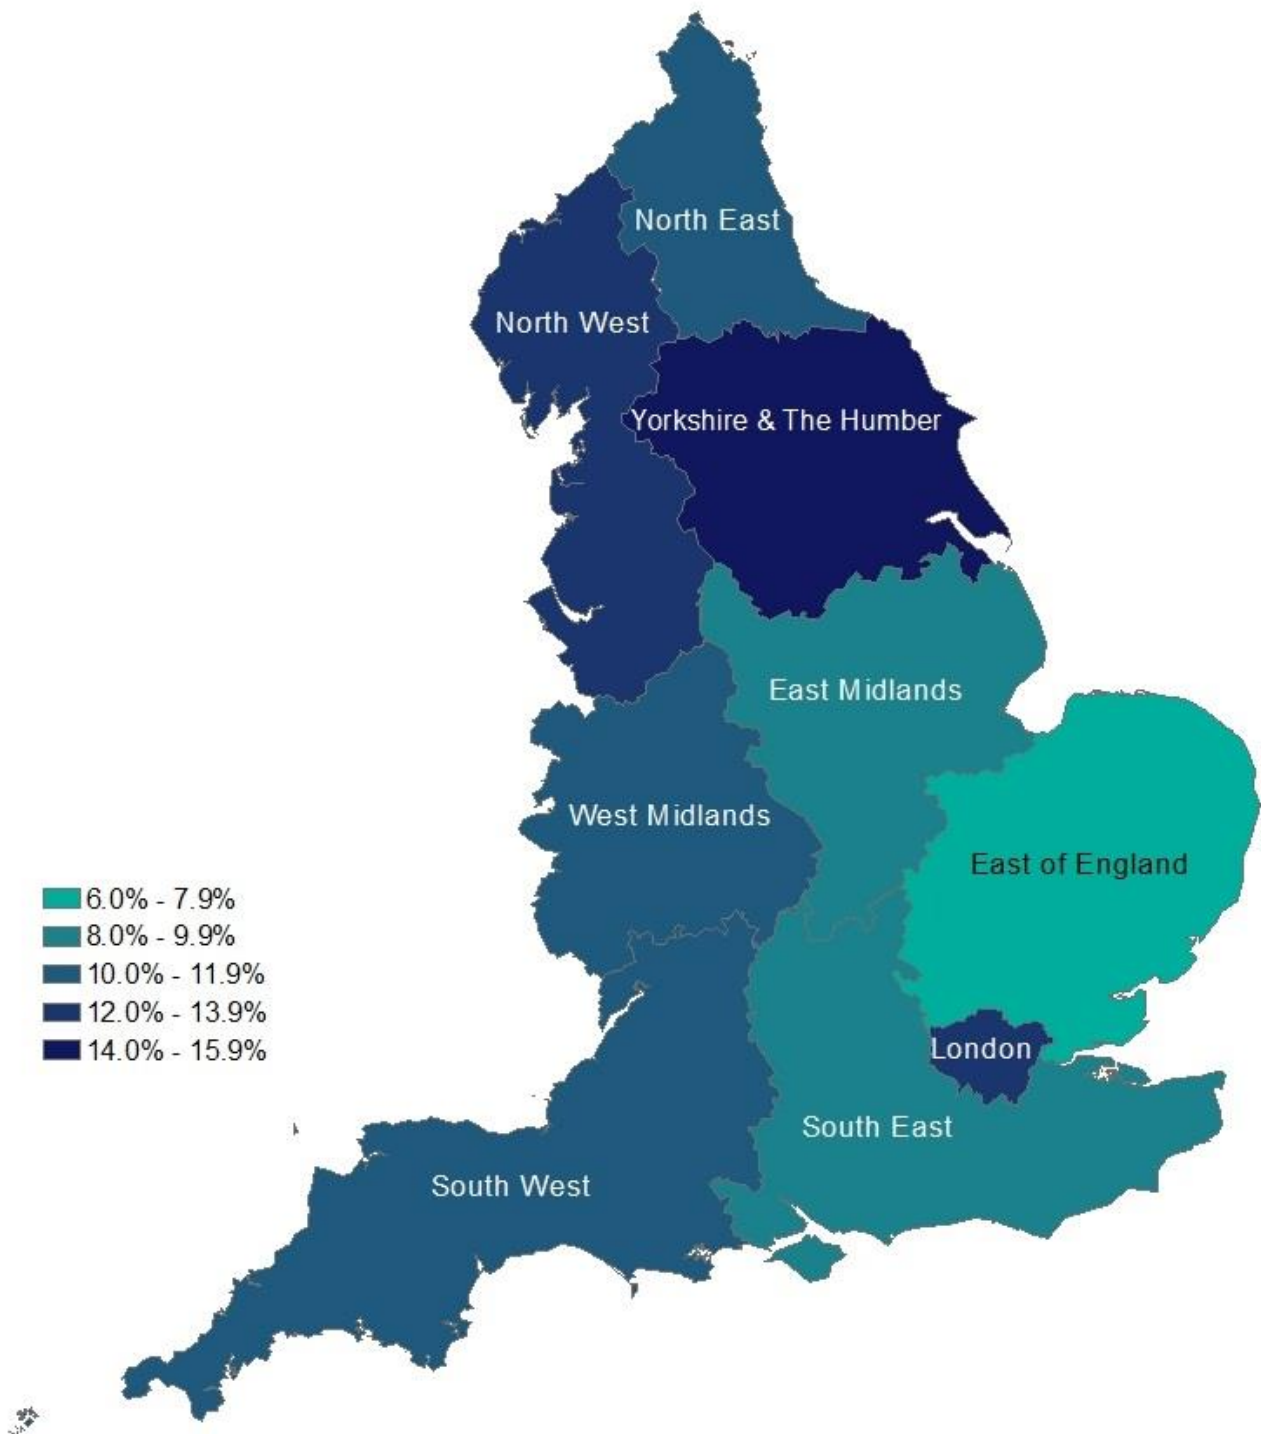 North East
North West
Yorkshire & The Humber
East Midlands
West Midlands
East of England
6.0% - 7.9%
8.0% - 9.9%
10.0% - 11.9%
12.0% - 13.9%
14.0% - 15.9%
London
South East
South West